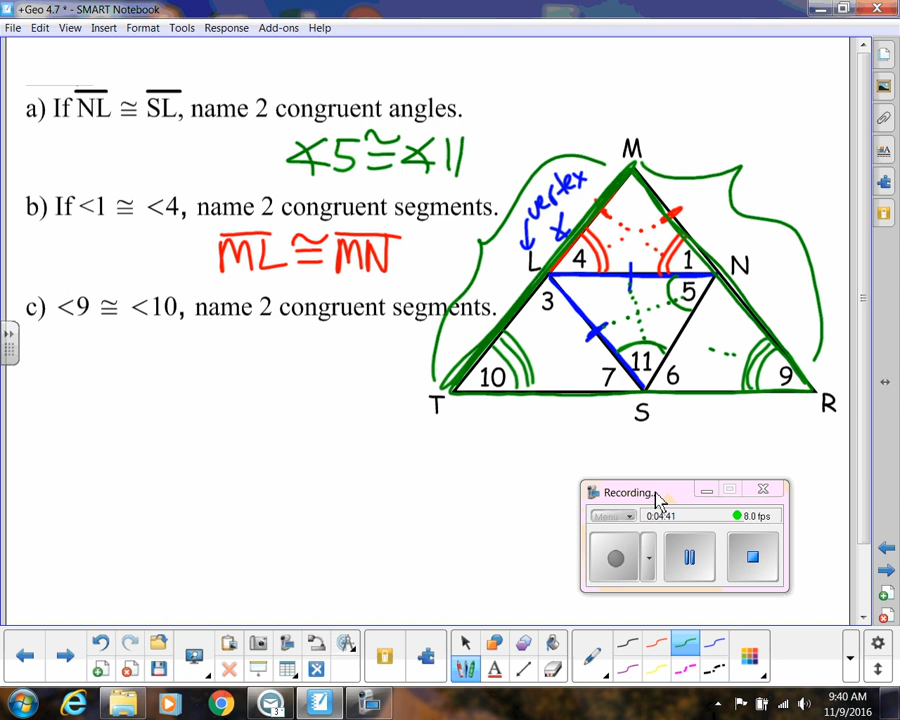 +Geo 4.7 * - SMART Notebook
File Edit View Insert Format Tools Response Add-ons Help
a) If NL ≅ SL, name 2 congruent angles.
∡5 ≅ ∡11
b) If <1 ≅ <4, name 2 congruent segments.
ML ≅ MN
c) <9 ≅ <10, name 2 congruent segments.
M
vertex
∡
L 4 1 N
3 5
10 7 11 6 9
T S R
Recording...
Menu 0:04:41 8.0 fps
A
3
9:40 AM
11/9/2016